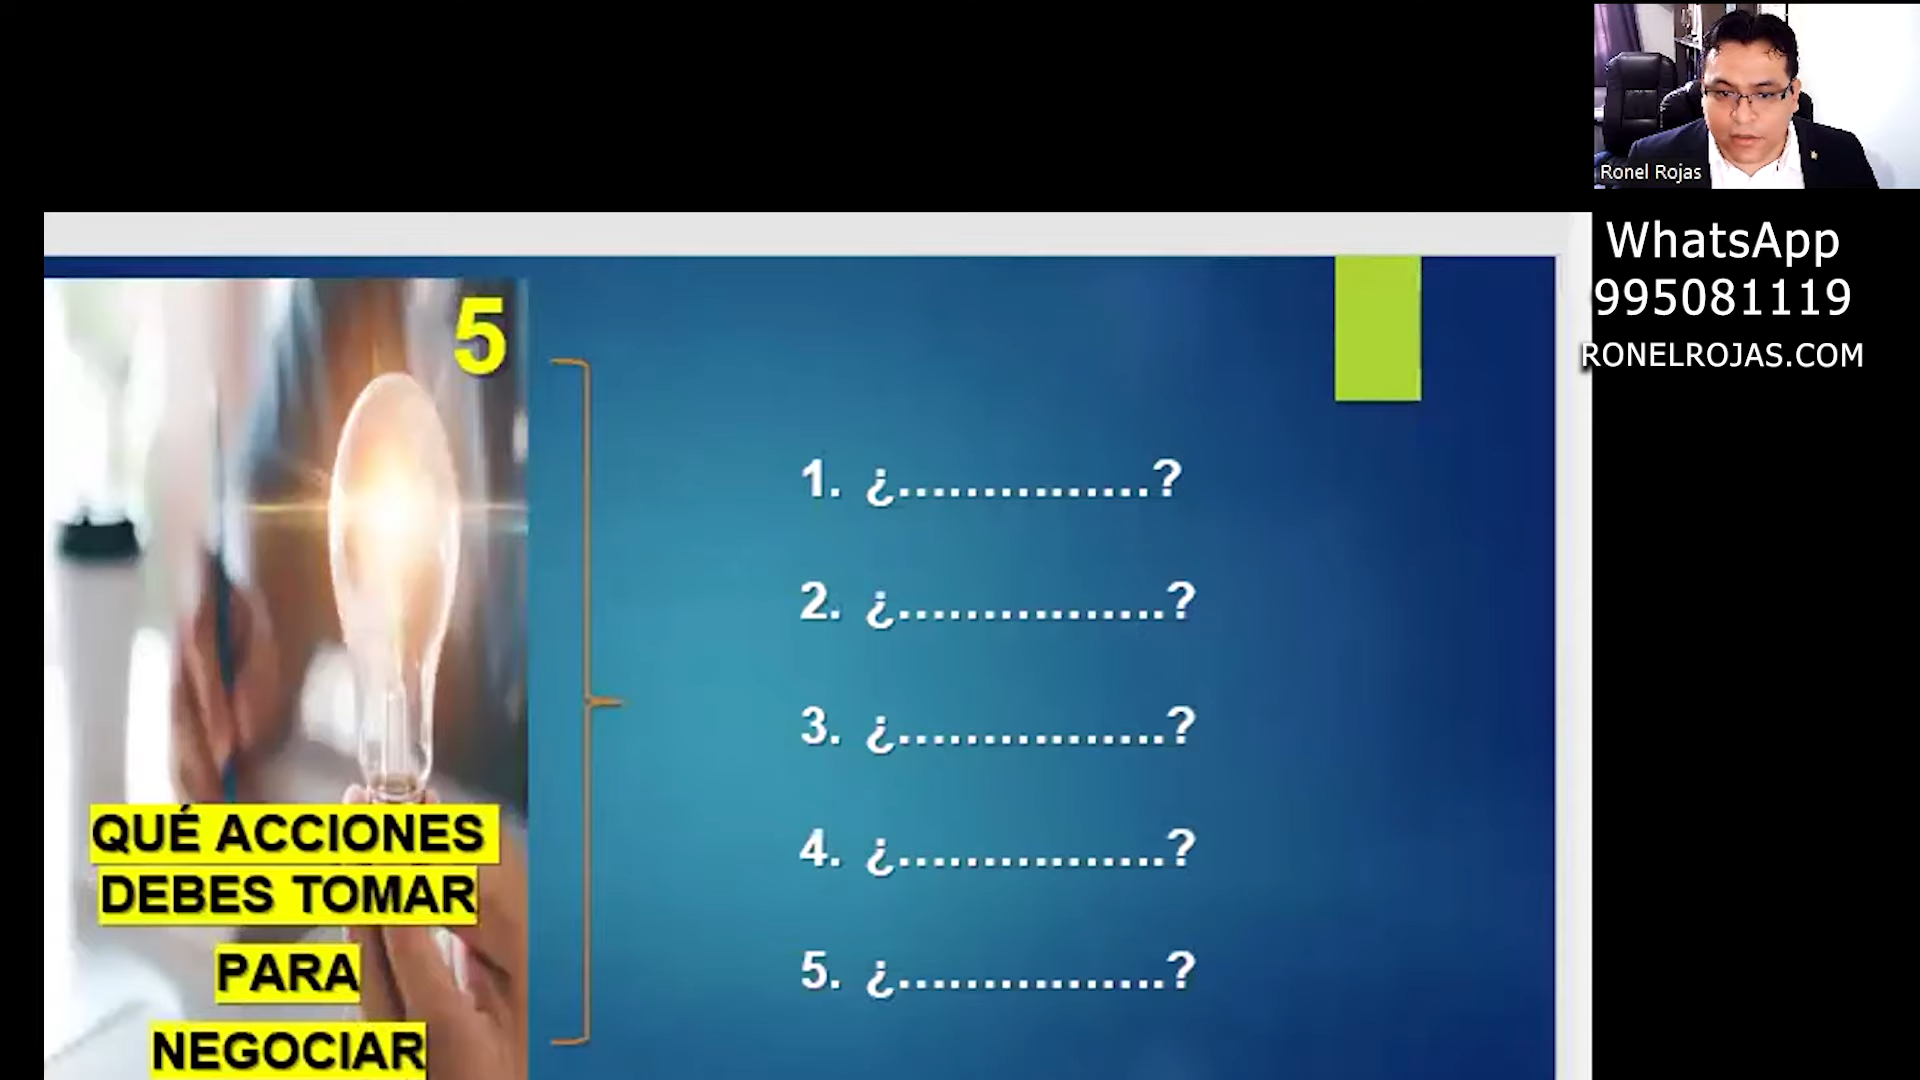 Ronel Rojas
WhatsApp
995081119
RONELROJAS.COM
5
QUÉ ACCIONES
DEBES TOMAR
PARA
NEGOCIAR
1. ¿...............?
2. ¿................?
3. ¿................?
4. ¿................?
5. ¿................?